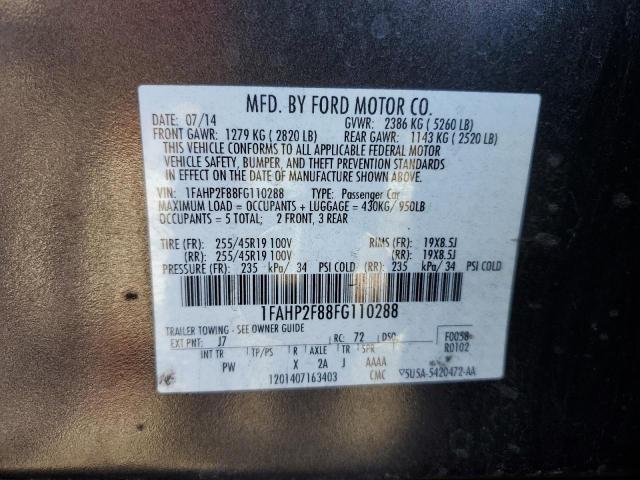 MFD. BY FORD MOTOR CO.
DATE: 07/14 GVWR: 2386 KG ( 5260 LB)
FRONT GAWR: 1279 KG ( 2820 LB) REAR GAWR: 1143 KG ( 2520 LB)
THIS VEHICLE CONFORMS TO ALL APPLICABLE FEDERAL MOTOR
VEHICLE SAFETY, BUMPER, AND THEFT PREVENTION STANDARDS
IN EFFECT ON THE DATE OF MANUFACTURE SHOWN ABOVE.
VIN: 1FAHP2F88FG110288 TYPE: Passenger Car
MAXIMUM LOAD = OCCUPANTS + LUGGAGE = 430KG/ 950LB
OCCUPANTS = 5 TOTAL; 2 FRONT, 3 REAR
TIRE (FR): 255/45R19 100V RIMS (FR): 19X8.5J
(RR): 255/45R19 100V (RR): 19X8.5J
PRESSURE (FR): 235 kPa/ 34 PSI COLD (RR): 235 kPa/ 34 PSI COLD
1FAHP2F88FG110288
TRAILER TOWING - SEE OWNER GUIDE
EXT PNT: J7 RC: 72 DSO: F0058
INT TR TP/PS R AXLE TR SPR R0102
PW X 2A J AAAA
1201407163403 CMC ▽5U5A-5420472-AA